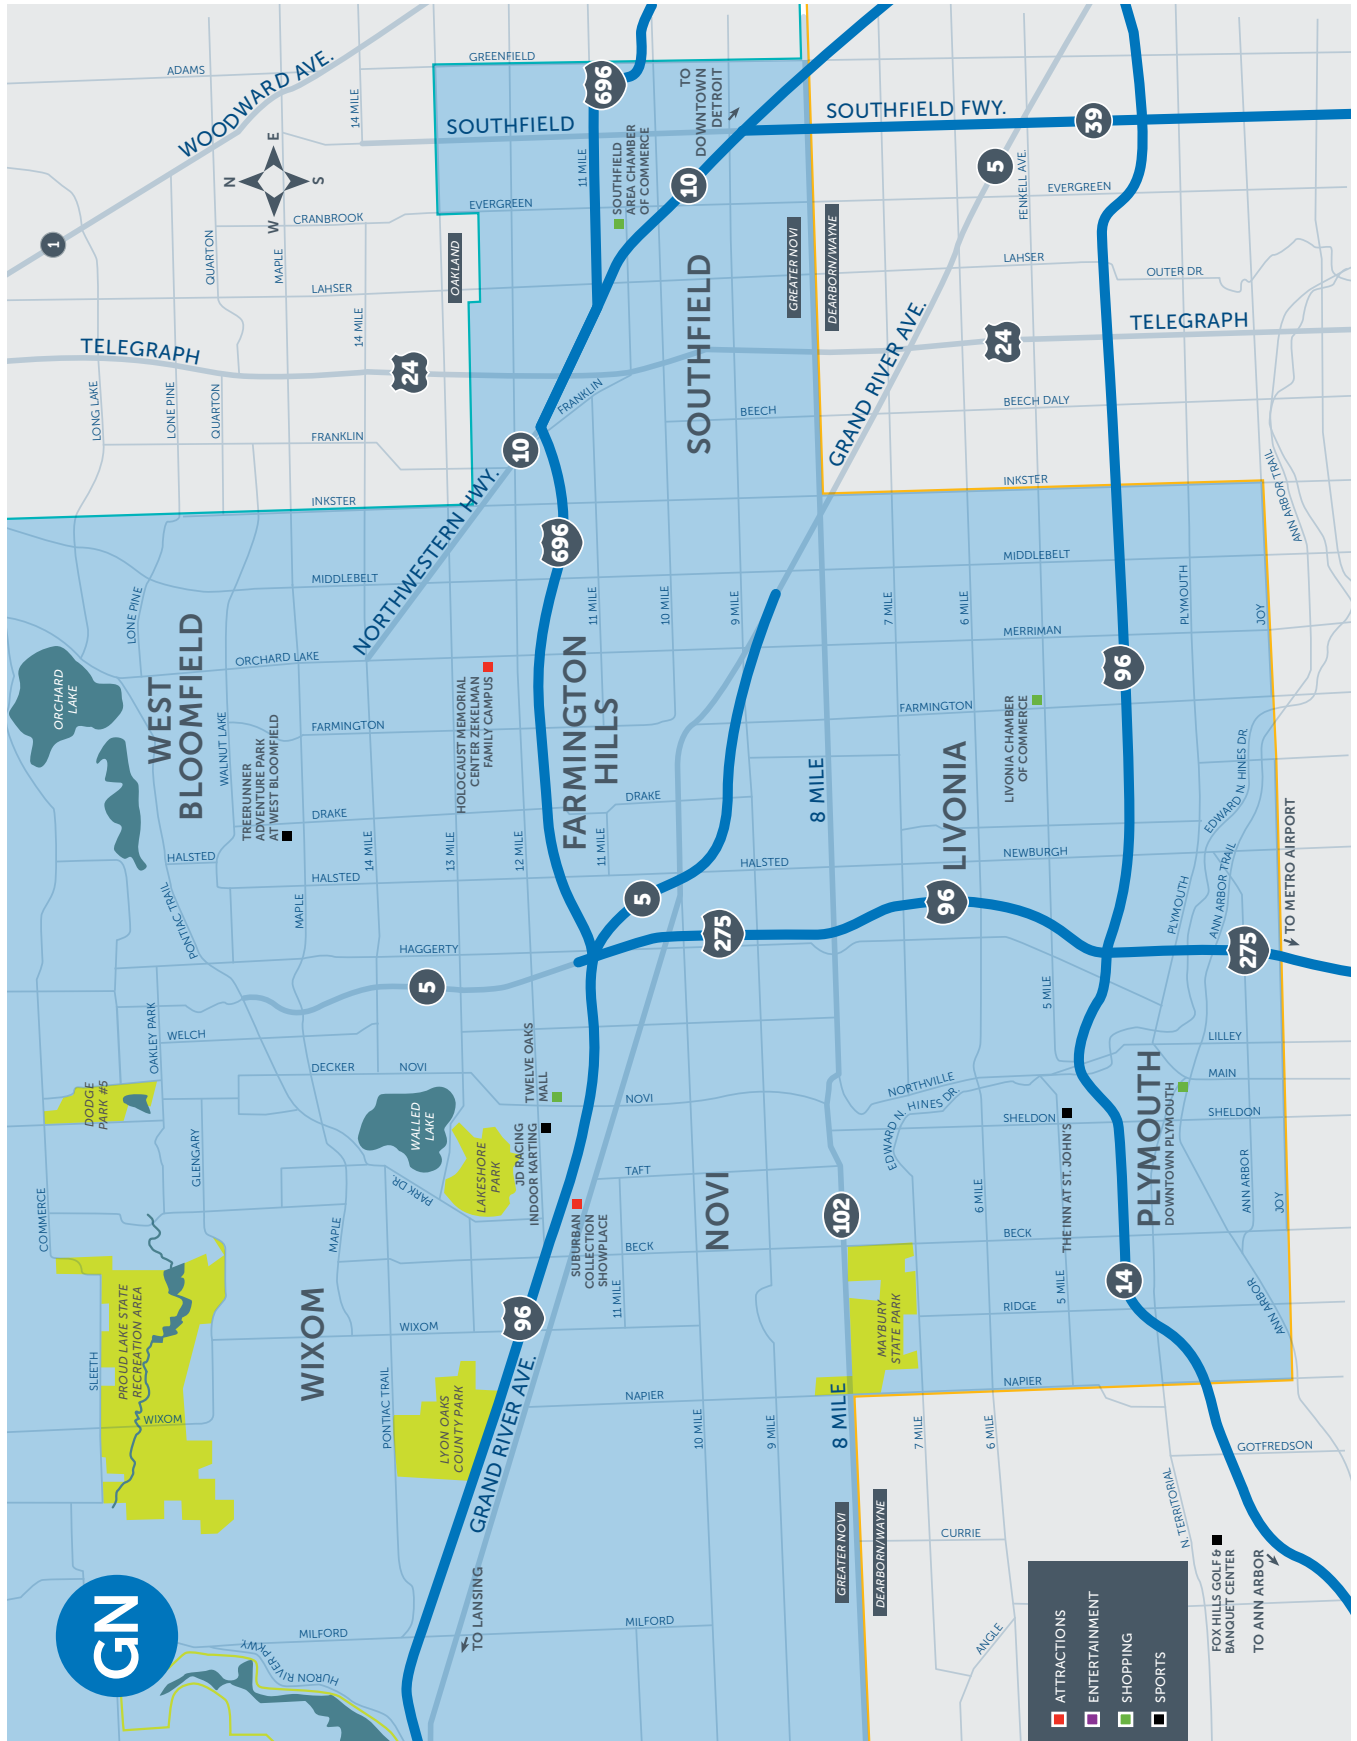 ADAMS
WOODWARD AVE.
14 MILE
GREENFIELD
696
TO
DOWNTOWN
DETROIT
SOUTHFIELD
SOUTHFIELD FWY.
39
N
E
S
W
1
CRANBROOK
QUARTON
MAPLE
LAHSER
14 MILE
EVERGREEN
11 MILE
SOUTHFIELD
AREA CHAMBER
OF COMMERCE
10
5
FENKELL AVE.
EVERGREEN
OAKLAND
GREATER NOVI
DEARBORN/WAYNE
LAHSER
OUTER DR.
TELEGRAPH
24
SOUTHFIELD
GRAND RIVER AVE.
24
TELEGRAPH
LONG LAKE
LONE PINE
QUARTON
FRANKLIN
FRANKLIN
BEECH
BEECH DALY
10
NORTHWESTERN HWY.
INKSTER
INKSTER
ANN ARBOR TRAIL
696
MIDDLEBELT
MIDDLEBELT
LONE PINE
11 MILE
10 MILE
9 MILE
7 MILE
6 MILE
PLYMOUTH
JOY
ORCHARD
LAKE
WEST
BLOOMFIELD
ORCHARD LAKE
MERRIMAN
96
HOLOCAUST MEMORIAL
CENTER ZEKELMAN
FAMILY CAMPUS
FARMINGTON
HILLS
FARMINGTON
FARMINGTON
LIVONIA CHAMBER
OF COMMERCE
WALNUT LAKE
TREERUNNER
ADVENTURE PARK
AT WEST BLOOMFIELD
DRAKE
DRAKE
8 MILE
LIVONIA
EDWARD N. HINES DR.
HALSTED
HALSTED
14 MILE
13 MILE
12 MILE
11 MILE
HALSTED
NEWBURGH
TO METRO AIRPORT
PONTIAC TRAIL
MAPLE
5
275
96
PLYMOUTH
ANN ARBOR TRAIL
275
HAGGERTY
5
5 MILE
OAKLEY PARK
WELCH
LILLEY
DODGE
PARK #5
DECKER
NOVI
TWELVE OAKS
MALL
NOVI
NORTHVILLE
EDWARD N. HINES DR.
MAIN
WALLED
LAKE
LAKESHORE
PARK
JD RACING
INDOOR KARTING
SHELDON
THE INN AT ST. JOHN'S
PLYMOUTH
DOWNTOWN PLYMOUTH
SHELDON
GLENGARY
PARK DR.
TAFT
ANN ARBOR
JOY
COMMERCE
MAPLE
SUBURBAN
COLLECTION
SHOWPLACE
NOVI
102
6 MILE
BECK
BECK
11 MILE
5 MILE
14
SLEETH
PROUD LAKE STATE
RECREATION AREA
WIXOM
WIXOM
WIXOM
96
MAYBURY
STATE PARK
RIDGE
ANN ARBOR
PONTIAC TRAIL
LYON OAKS
COUNTY PARK
GRAND RIVER AVE.
NAPIER
NAPIER
10 MILE
9 MILE
8 MILE
7 MILE
6 MILE
GOTFREDSON
N. TERRITORIAL
GREATER NOVI
DEARBORN/WAYNE
CURRIE
TO LANSING
FOX HILLS GOLF &
BANQUET CENTER
TO ANN ARBOR
GN
MILFORD
MILFORD
HURON RIVER PKWY.
ANGLE
ATTRACTIONS
ENTERTAINMENT
SHOPPING
SPORTS